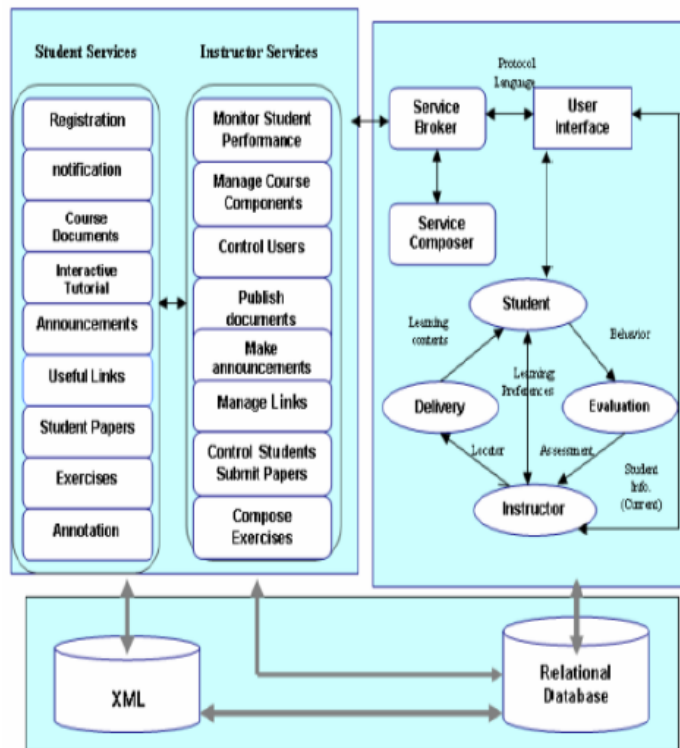 Student Services
Instructor Services
Registration
notification
Course
Documents
Interactive
Tutorial
Announcements
Useful Links
Student Papers
Exercises
Annotation
Monitor Student
Performance
Manage Course
Components
Control Users
Publish
documents
Make
announcements
Manage Links
Control Students
Submit Papers
Compose
Exercises
Protocol
Language
Service
Broker
User
Interface
Service
Composer
Student
Learning
contents
Behavior
Learning
Preferences
Delivery
Evaluation
Locator
Assessment
Student
Info.
(Current)
Instructor
XML
Relational
Database